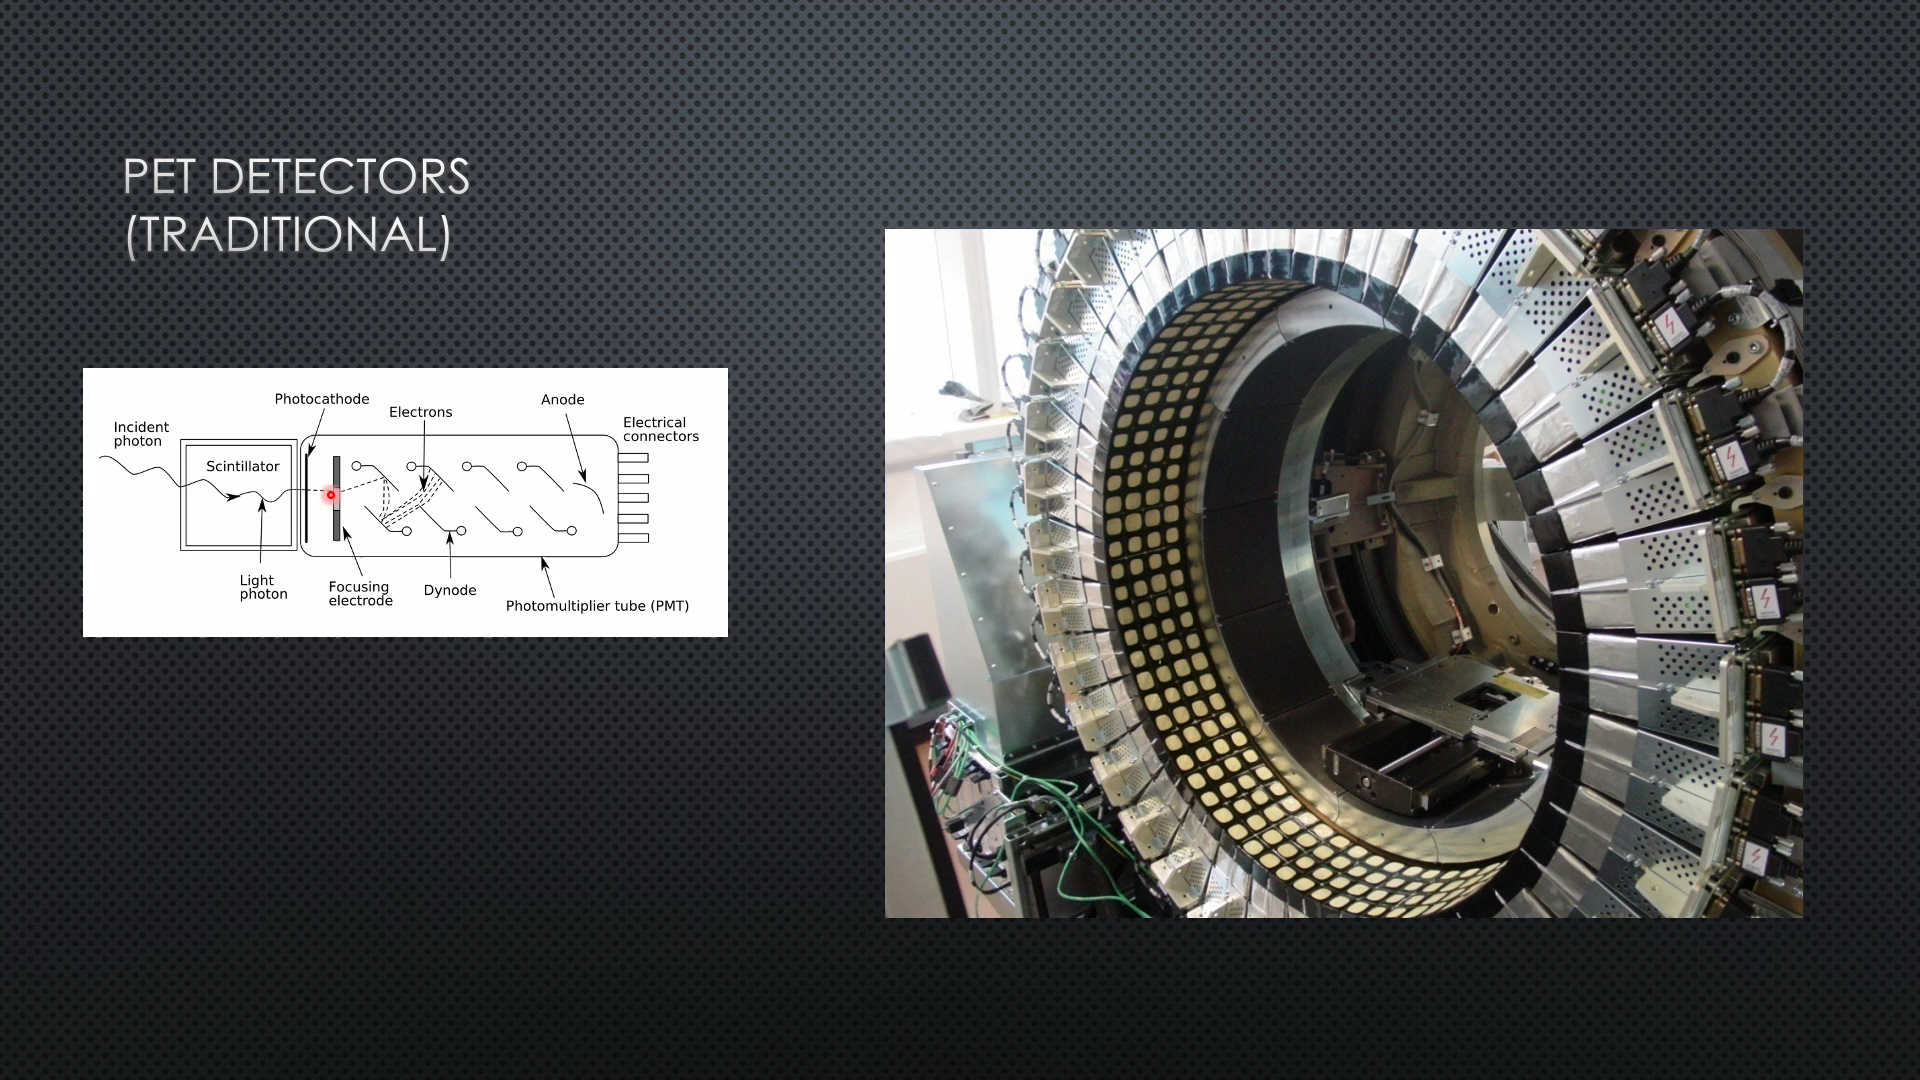 PET DETECTORS
(TRADITIONAL)
Photocathode
Electrons
Anode
Incident
photon
Electrical
connectors
Scintillator
Light
photon
Focusing
electrode
Dynode
Photomultiplier tube (PMT)